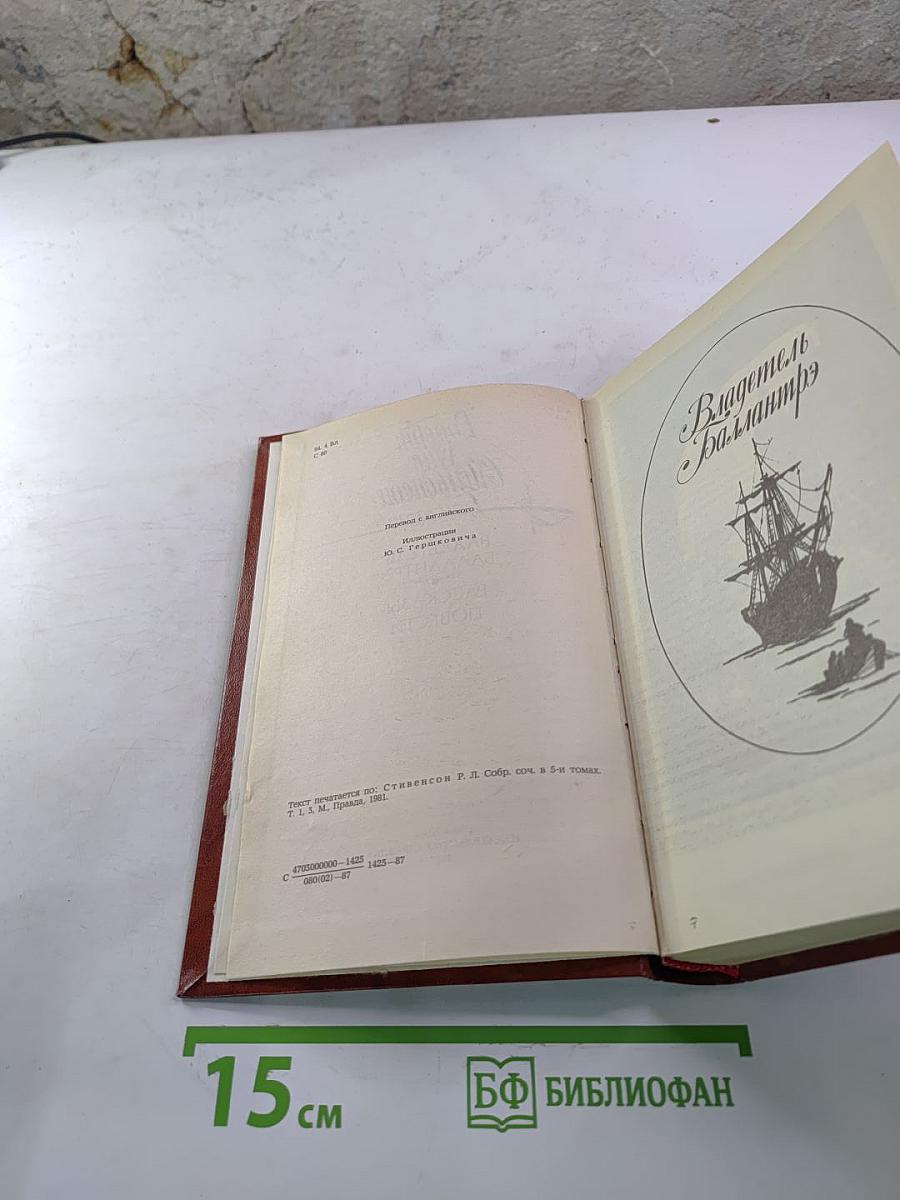 84. 4 Вл
С 80
Перевод с английского
Иллюстрации
Ю. С. Гершковича
Текст печатается по: Стивенсон Р. Л. Собр. соч. в 5-и томах.
Т. 1, 5, М., Правда, 1981.
С 4703000000—1425 1425—87
080(02)—87
Владетель
Баллантрэ
7
15 см
БФ БИБЛИОФАН